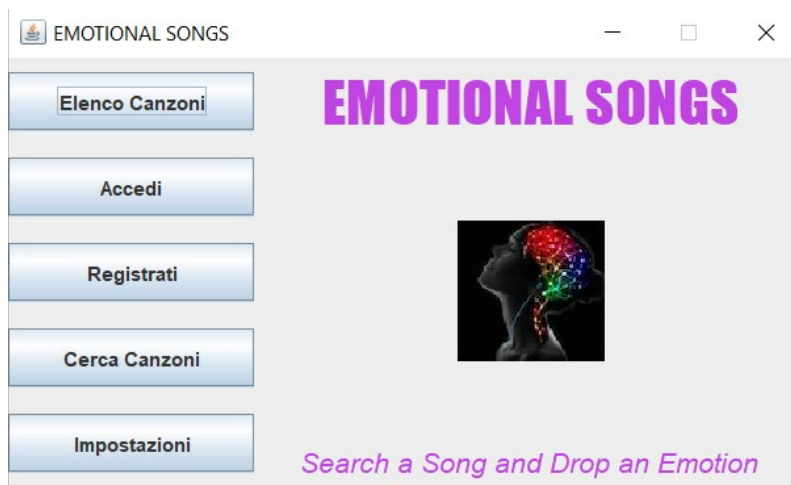 EMOTIONAL SONGS
Elenco Canzoni
EMOTIONAL SONGS
Accedi
Registrati
Cerca Canzoni
Impostazioni
Search a Song and Drop an Emotion